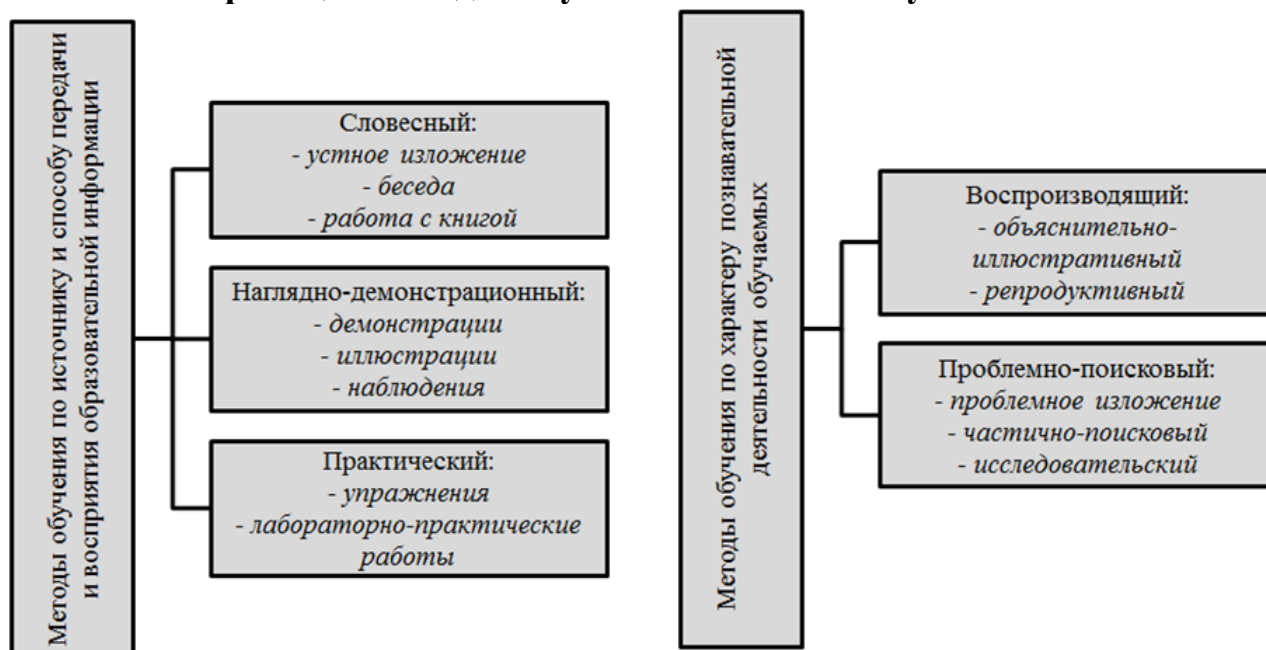 Методы обучения по источнику и способу передачи
и восприятия образовательной информации
Словесный:
- устное изложение
- беседа
- работа с книгой
Наглядно-демонстрационный:
- демонстрации
- иллюстрации
- наблюдения
Практический:
- упражнения
- лабораторно-практические
работы
Методы обучения по характеру познавательной
деятельности обучаемых
Воспроизводящий:
- объяснительно-
иллюстративный
- репродуктивный
Проблемно-поисковый:
- проблемное изложение
- частично-поисковый
- исследовательский